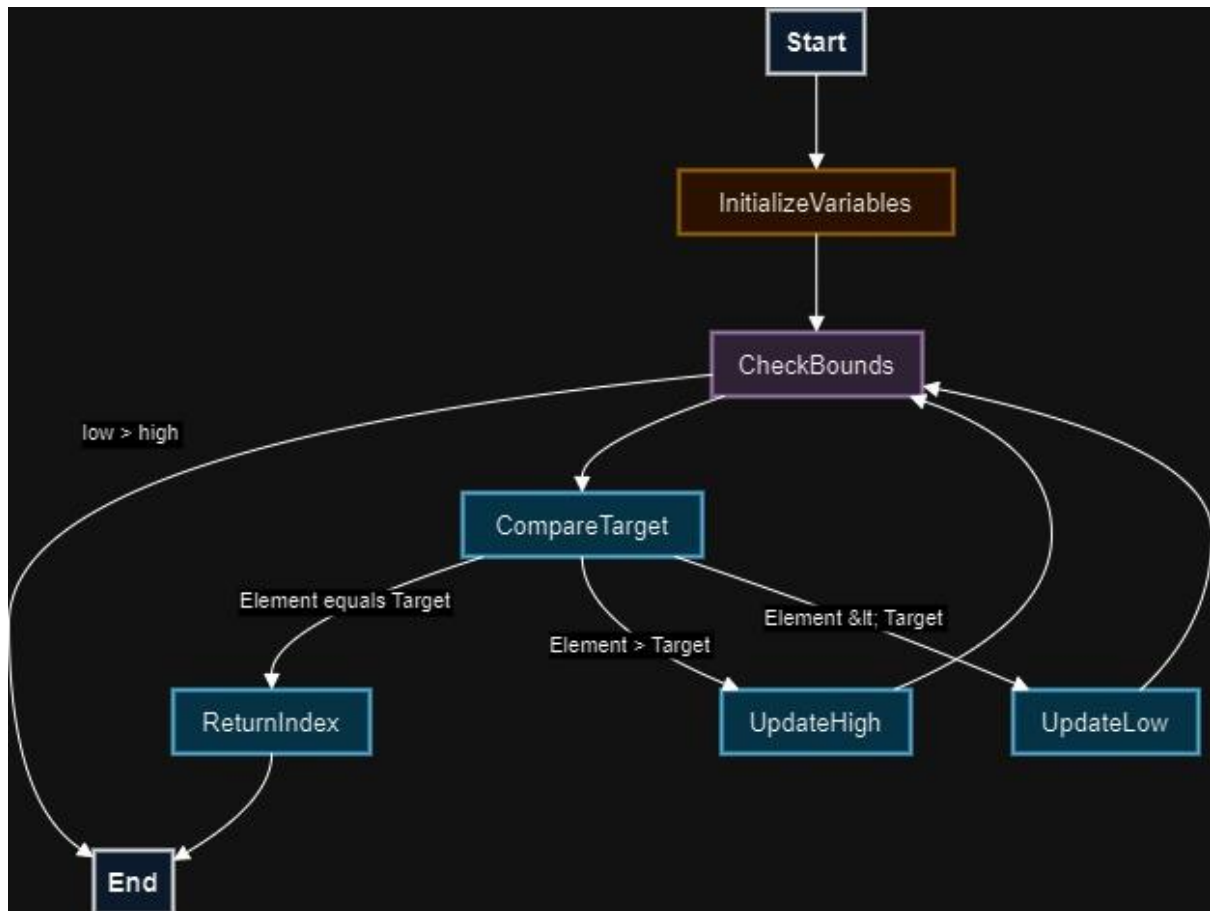 Start
InitializeVariables
CheckBounds
low > high
CompareTarget
Element equals Target
Element > Target
Element &lt; Target
ReturnIndex
UpdateHigh
UpdateLow
End